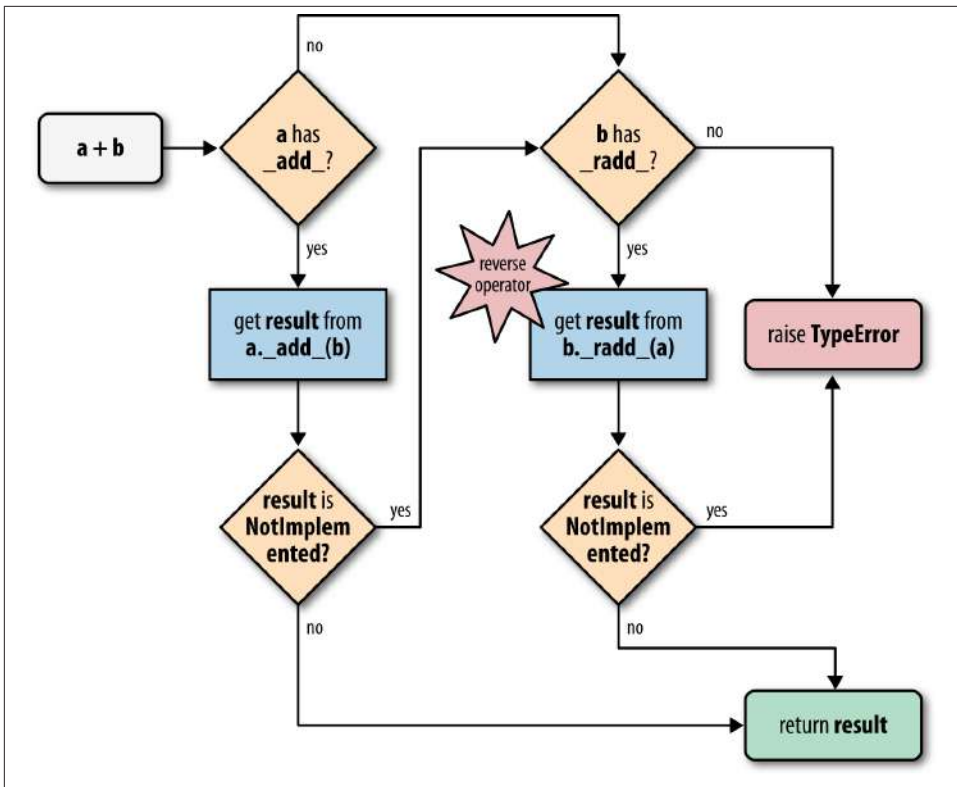 no
a + b
a has
_add_?
b has
_radd_?
no
yes
reverse
operator
yes
get result from
a._add_(b)
get result from
b._radd_(a)
raise TypeError
result is
NotImplem
ented?
yes
result is
NotImplem
ented?
yes
no
no
return result